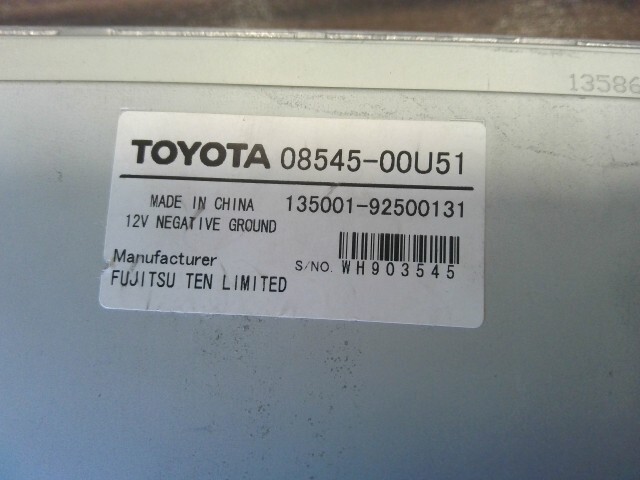 13586
TOYOTA 08545-00U51
MADE IN CHINA 135001-92500131
12V NEGATIVE GROUND
Manufacturer S/NO. WH903545
FUJITSU TEN LIMITED